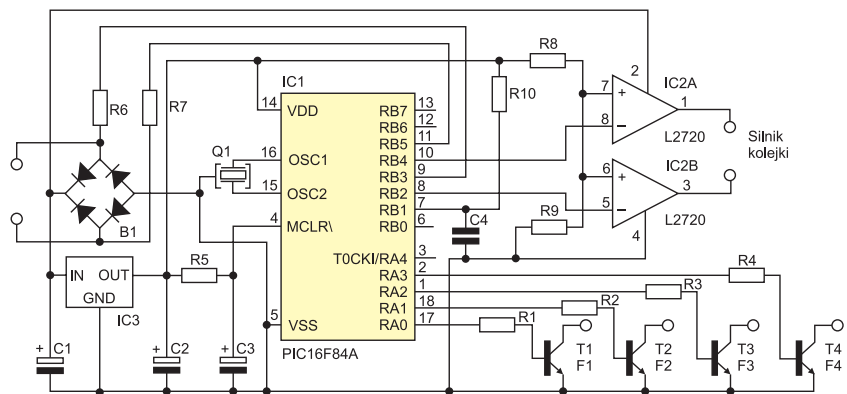 R8
IC2A
2
IC1
R10
7
+
1
R6
R7
14
VDD
RB7
13
8
−
L2720
RB6
12
Silnik
kolejki
Q1
RB5
11
16
OSC1
RB4
10
IC2B
RB3
9
6
+
3
15
OSC2
RB2
8
5
−
L2720
RB1
7
R9
4
4
MCLR\
RB0
6
C4
B1
T0CKI/RA4
3
R4
IN
OUT
R5
RA3
2
R3
GND
RA2
1
R2
IC3
RA1
18
R1
5
VSS
RA0
17
+
C1
+
C2
+
C3
PIC16F84A
T1
F1
T2
F2
T3
F3
T4
F4